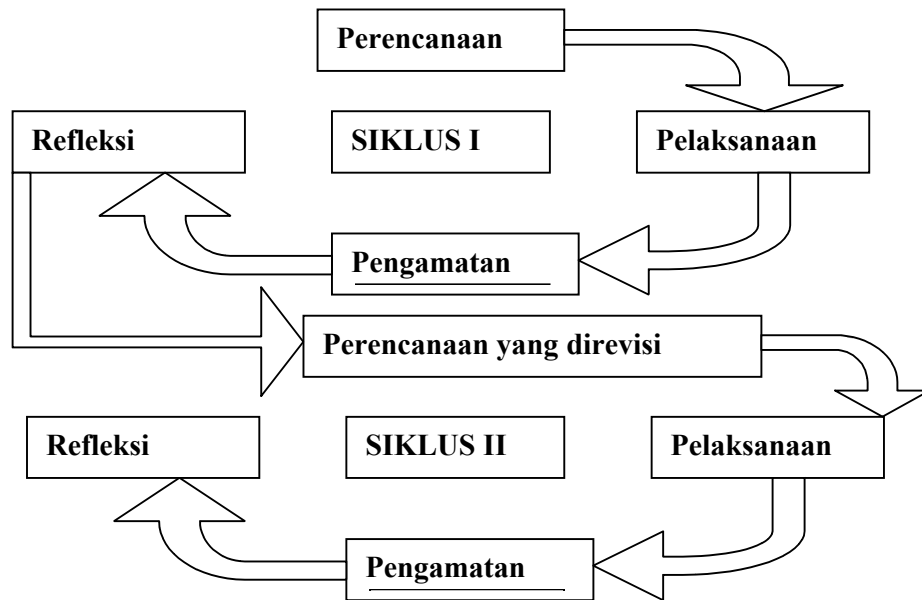 Perencanaan
Refleksi
SIKLUS I
Pelaksanaan
Pengamatan
Perencanaan yang direvisi
Refleksi
SIKLUS II
Pelaksanaan
Pengamatan